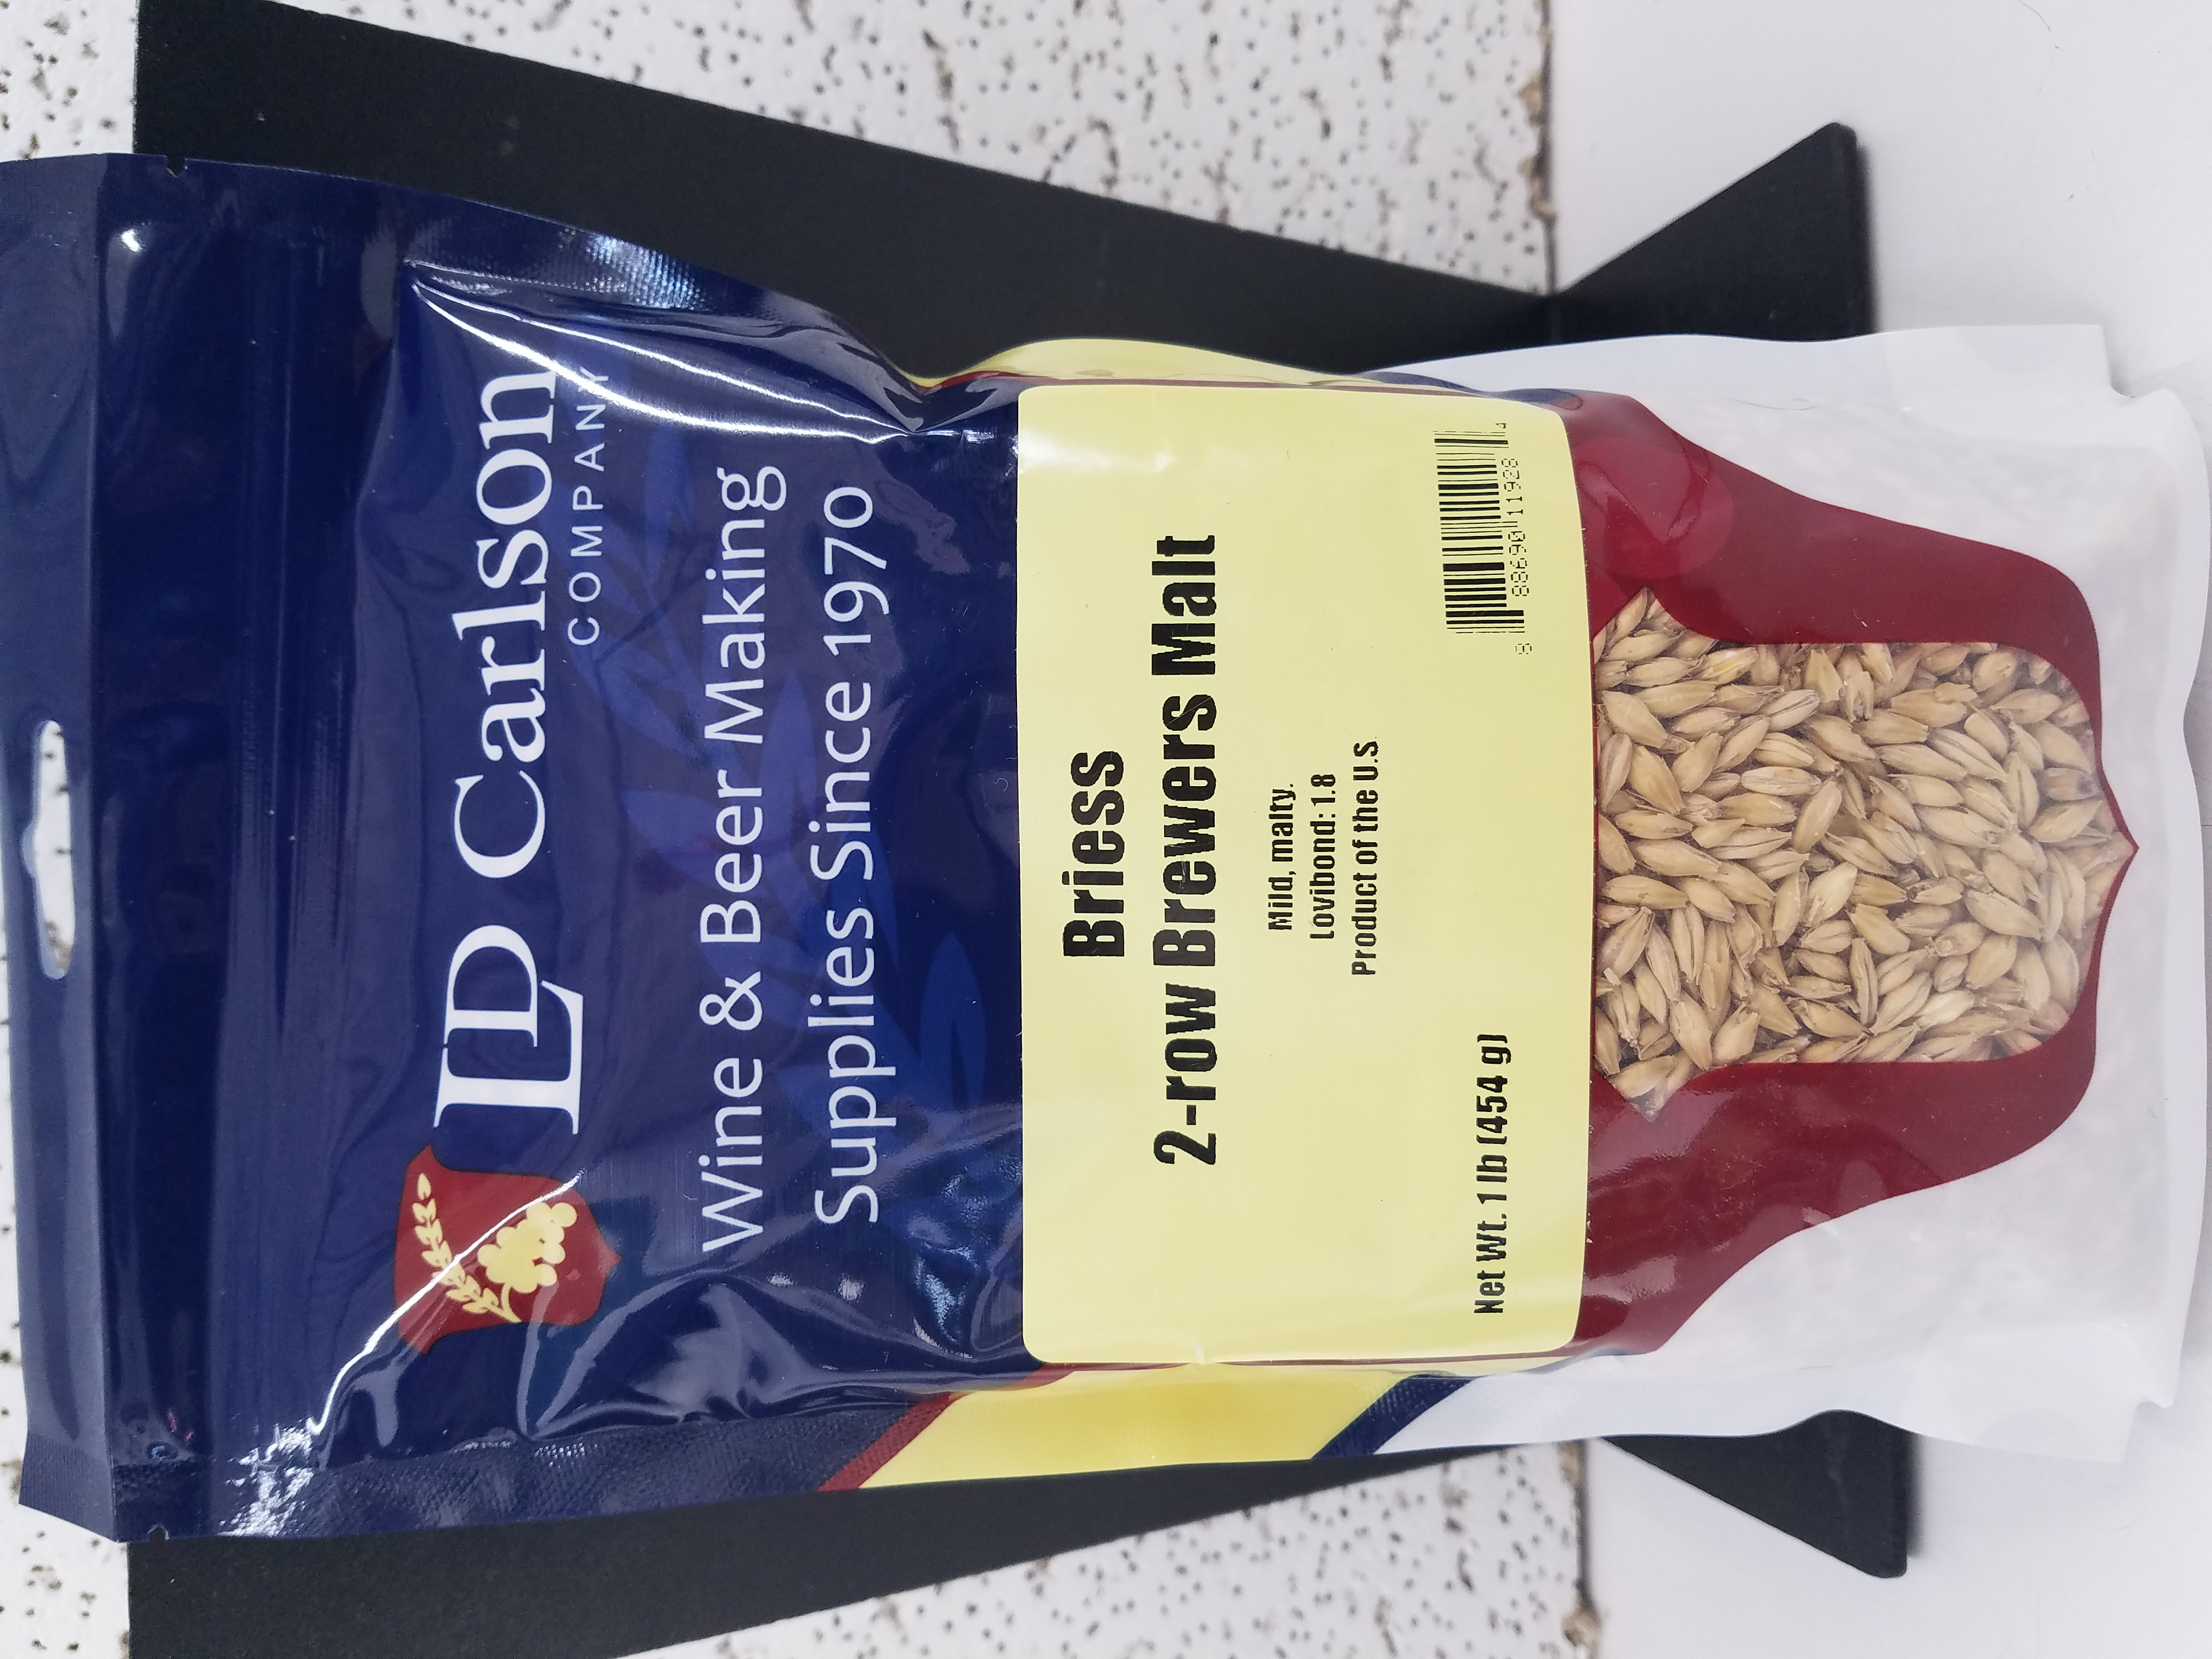 LD Carlson
COMPANY
Wine & Beer Making
Supplies Since 1970
Briess
2-row Brewers Malt
Mild, malty.
Lovibond: 1.8
Product of the U.S
Net Wt. 1 lb (454 g)
8 88690 11928 4